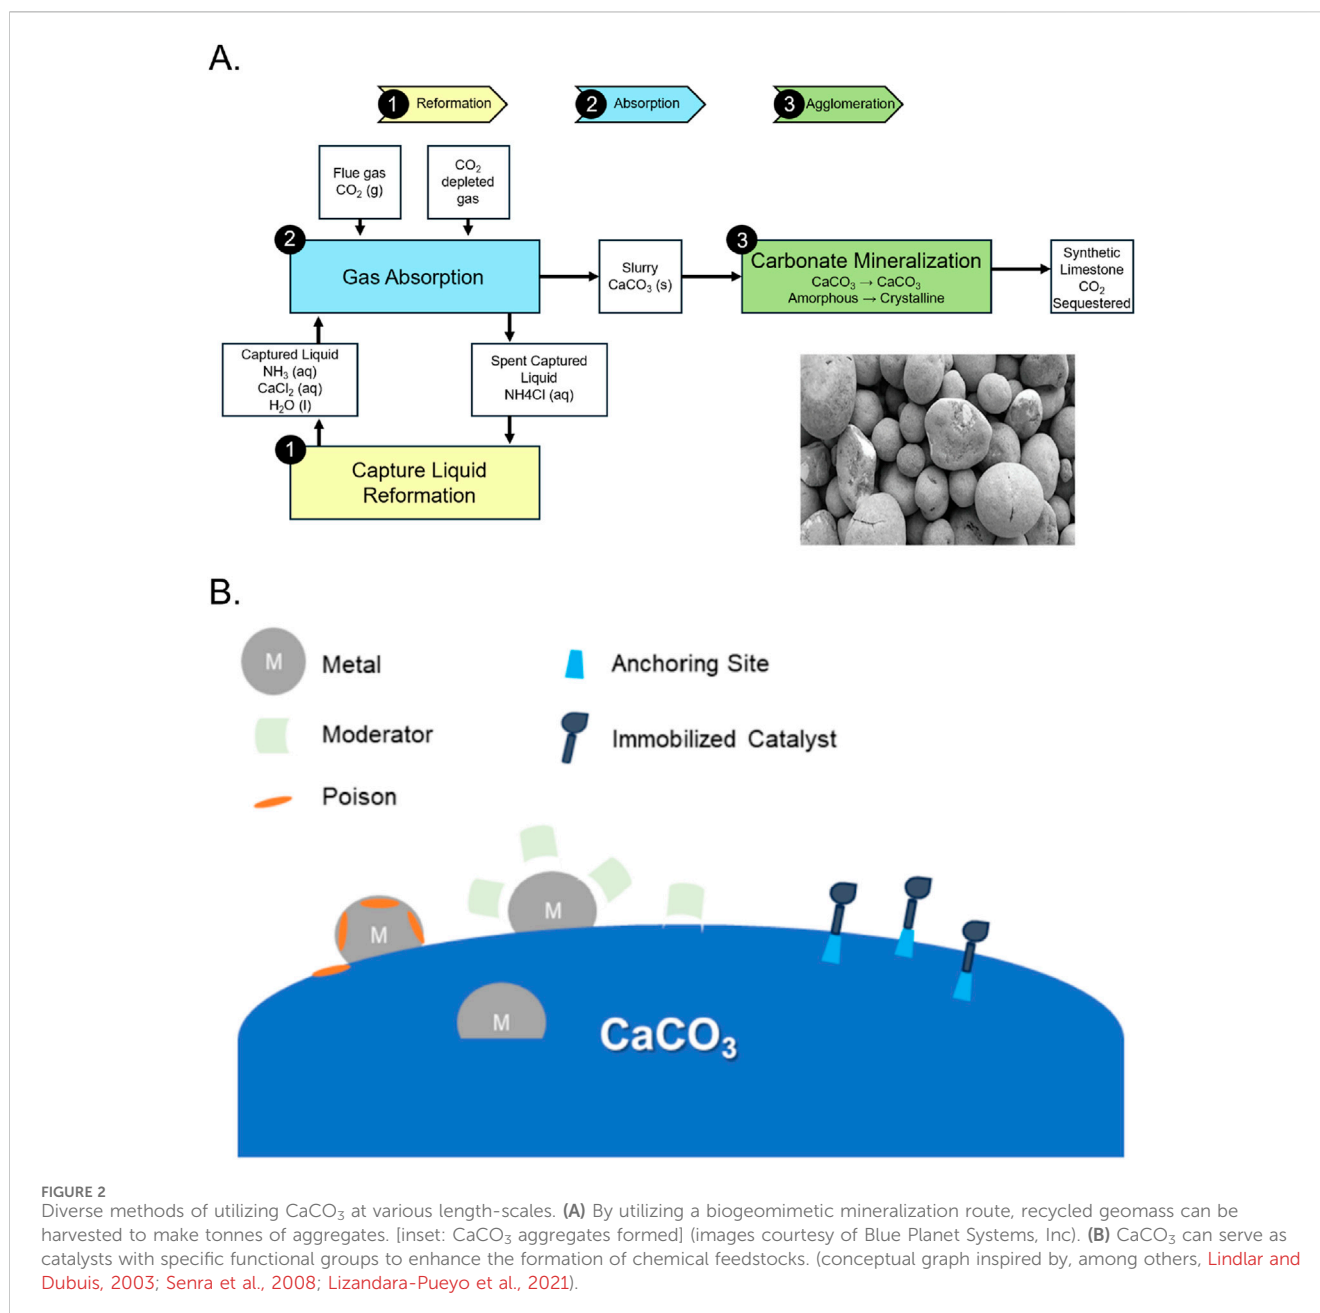 A.
1 Reformation
2 Absorption
3 Agglomeration
Flue gas
CO₂ (g)
CO₂
depleted
gas
2
Gas Absorption
Slurry
CaCO₃ (s)
3
Carbonate Mineralization
CaCO₃ → CaCO₃
Amorphous → Crystalline
Synthetic
Limestone
CO₂
Sequestered
Captured Liquid
NH₃ (aq)
CaCl₂ (aq)
H₂O (l)
Spent Captured
Liquid
NH4Cl (aq)
1
Capture Liquid
Reformation
B.
M Metal
Anchoring Site
Moderator
Immobilized Catalyst
Poison
M
M
M
CaCO₃
FIGURE 2
Diverse methods of utilizing CaCO₃ at various length-scales. (A) By utilizing a biogeomimetic mineralization route, recycled geomass can be
harvested to make tonnes of aggregates. [inset: CaCO₃ aggregates formed] (images courtesy of Blue Planet Systems, Inc). (B) CaCO₃ can serve as
catalysts with specific functional groups to enhance the formation of chemical feedstocks. (conceptual graph inspired by, among others, Lindlar and
Dubuis, 2003; Senra et al., 2008; Lizandara-Pueyo et al., 2021).